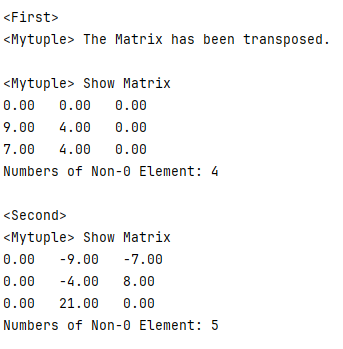 <First>
<Mytuple> The Matrix has been transposed.
<Mytuple> Show Matrix
0.00 0.00 0.00
9.00 4.00 0.00
7.00 4.00 0.00
Numbers of Non-0 Element: 4
<Second>
<Mytuple> Show Matrix
0.00 -9.00 -7.00
0.00 -4.00 8.00
0.00 21.00 0.00
Numbers of Non-0 Element: 5